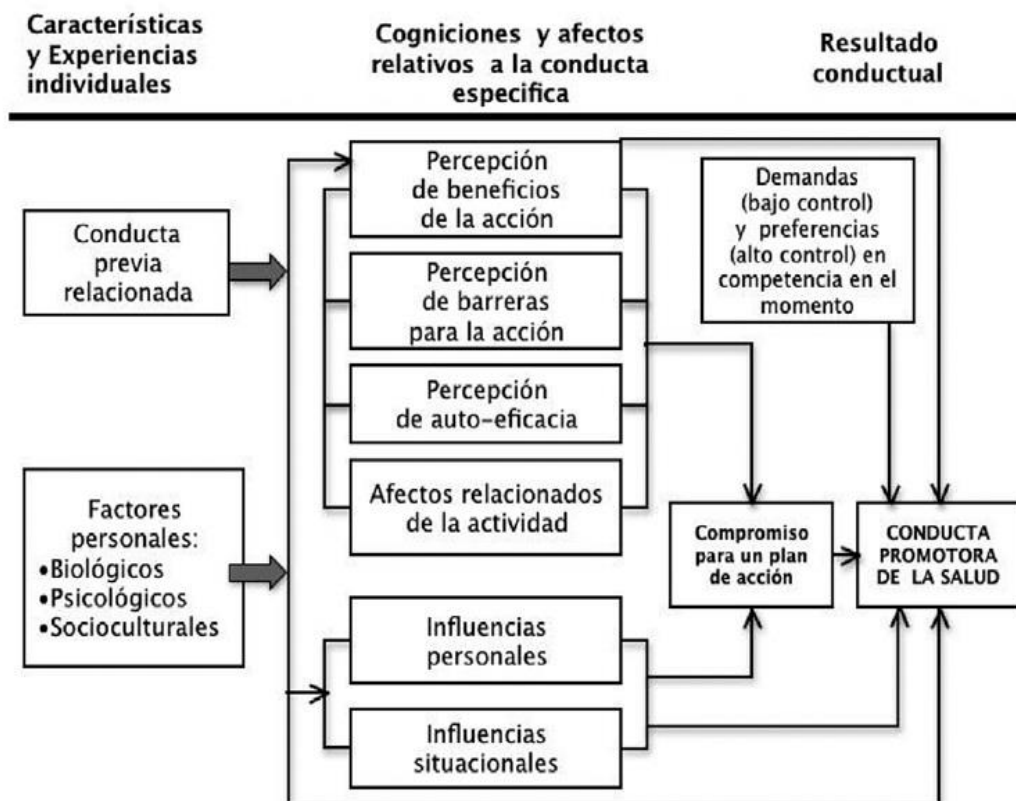 Características
y Experiencias
individuales
Cogniciones y afectos
relativos a la conducta
especifica
Resultado
conductual
Conducta
previa
relacionada
Factores
personales:
•Biológicos
•Psicológicos
•Socioculturales
Percepción
de beneficios
de la acción
Percepción
de barreras
para la acción
Percepción
de auto-eficacia
Afectos relacionados
de la actividad
Influencias
personales
Influencias
situacionales
Demandas
(bajo control)
y preferencias
(alto control) en
competencia en el
momento
Compromiso
para un plan
de acción
CONDUCTA
PROMOTORA
DE LA SALUD